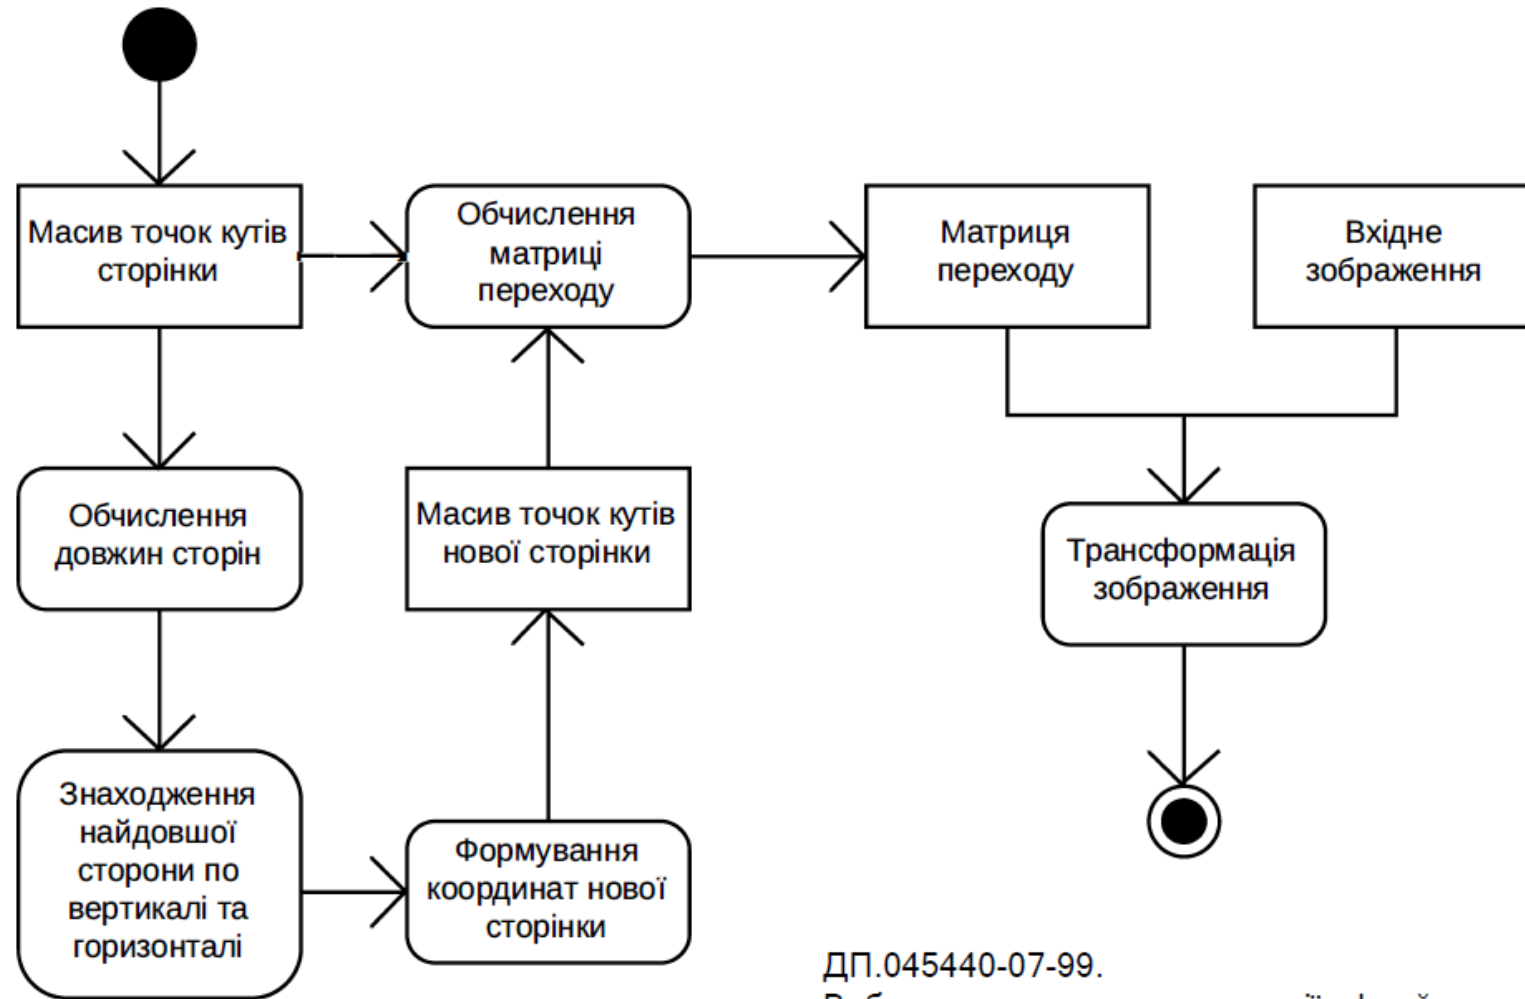 Масив точок кутів
сторінки
Обчислення
матриці
переходу
Матриця
переходу
Вхідне
зображення
Обчислення
довжин сторін
Масив точок кутів
нової сторінки
Трансформація
зображення
Знаходження
найдовшої
сторони по
вертикалі та
горизонталі
Формування
координат нової
сторінки
ДП.045440-07-99.